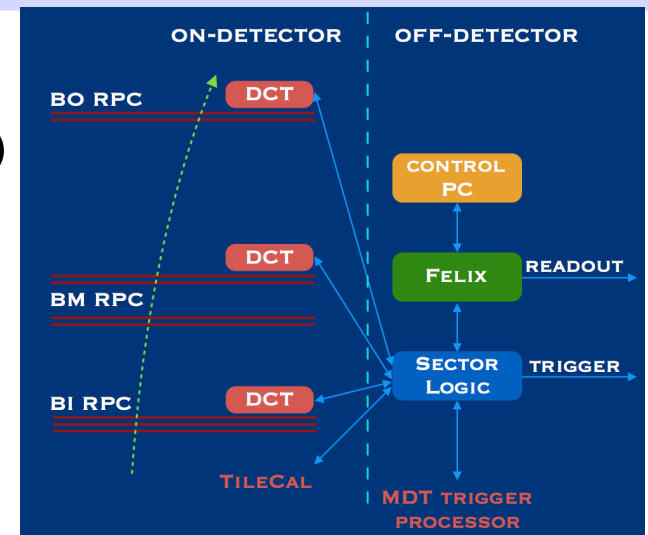 ON-DETECTOR
OFF-DETECTOR
BO RPC
DCT
CONTROL
PC
DCT
FELIX
READOUT
BM RPC
SECTOR
LOGIC
TRIGGER
BI RPC
DCT
TILECAL
MDT TRIGGER
PROCESSOR
)